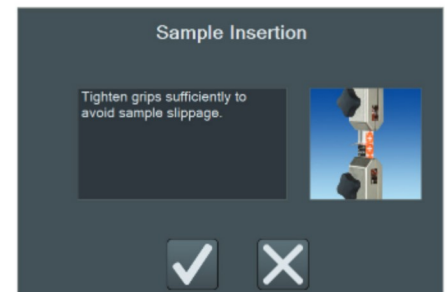 Sample Insertion
Tighten grips sufficiently to
avoid sample slippage.